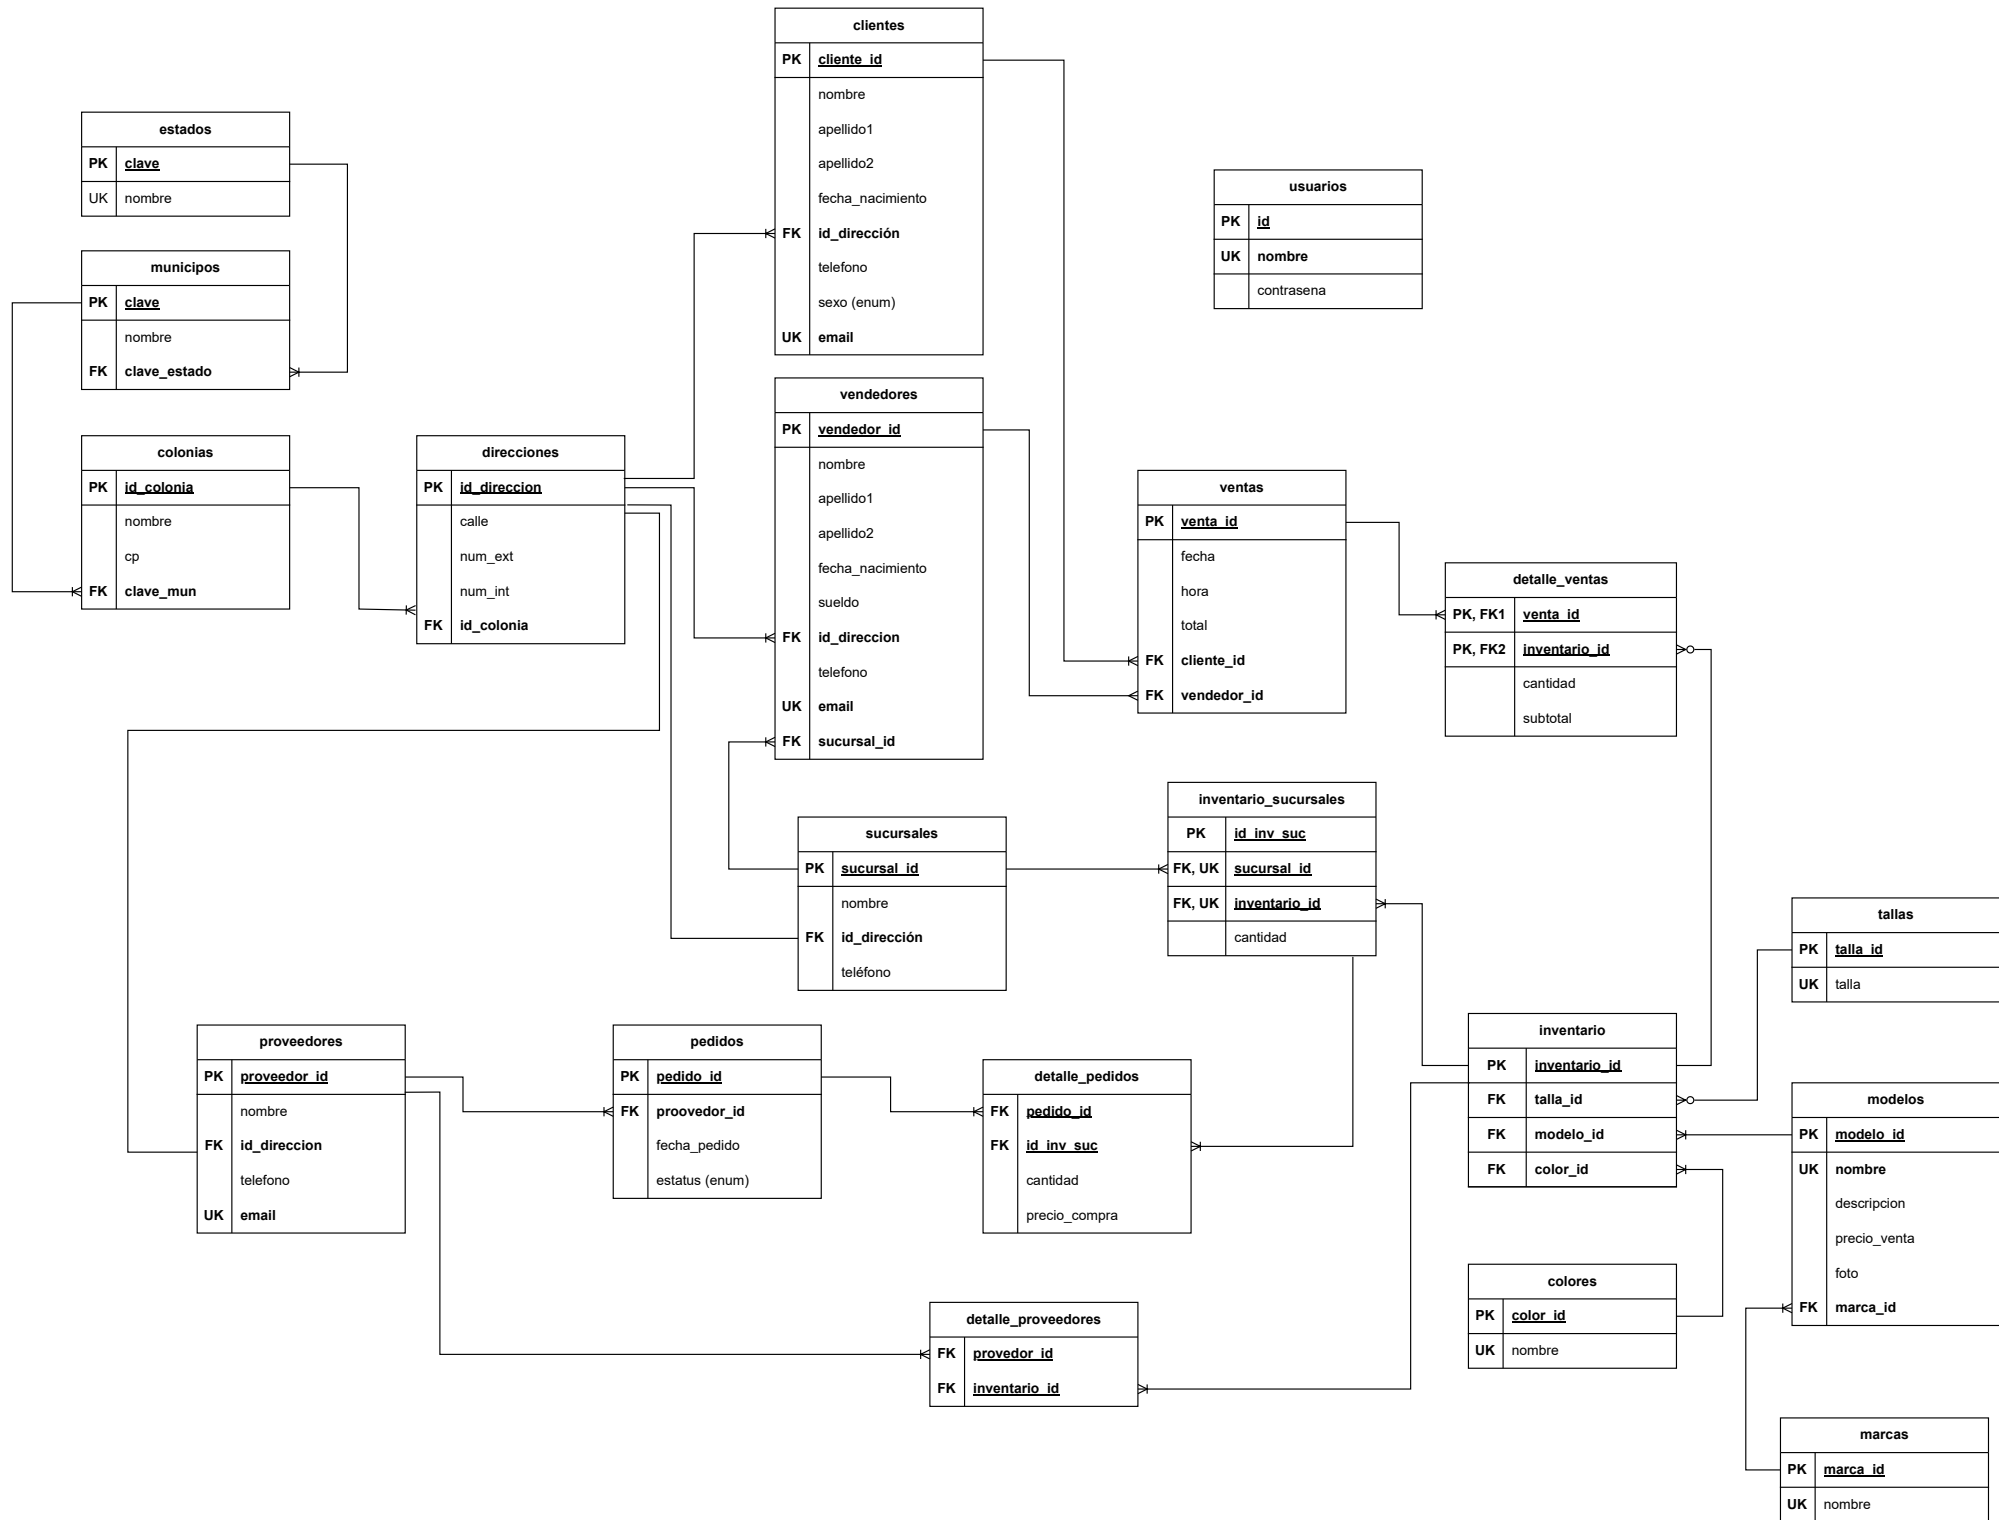 clientes
PK cliente_id
nombre
apellido1
apellido2
fecha_nacimiento
FK id_dirección
telefono
sexo (enum)
UK email
estados
PK clave
UK nombre
usuarios
PK id
UK nombre
contrasena
municipos
PK clave
nombre
FK clave_estado
vendedores
PK vendedor_id
nombre
apellido1
apellido2
fecha_nacimiento
sueldo
FK id_direccion
telefono
UK email
FK sucursal_id
colonias
PK id_colonia
nombre
cp
FK clave_mun
direcciones
PK id_direccion
calle
num_ext
num_int
FK id_colonia
ventas
PK venta_id
fecha
hora
total
FK cliente_id
FK vendedor_id
detalle_ventas
PK, FK1 venta_id
PK, FK2 inventario_id
cantidad
subtotal
inventario_sucursales
PK id_inv_suc
FK, UK sucursal_id
FK, UK inventario_id
cantidad
sucursales
PK sucursal_id
nombre
FK id_dirección
teléfono
tallas
PK talla_id
UK talla
proveedores
PK proveedor_id
nombre
FK id_direccion
telefono
UK email
pedidos
PK pedido_id
FK proovedor_id
fecha_pedido
estatus (enum)
detalle_pedidos
FK pedido_id
FK id_inv_suc
cantidad
precio_compra
inventario
PK inventario_id
FK talla_id
FK modelo_id
FK color_id
modelos
PK modelo_id
UK nombre
descripcion
precio_venta
foto
FK marca_id
colores
PK color_id
UK nombre
detalle_proveedores
FK provedor_id
FK inventario_id
marcas
PK marca_id
UK nombre